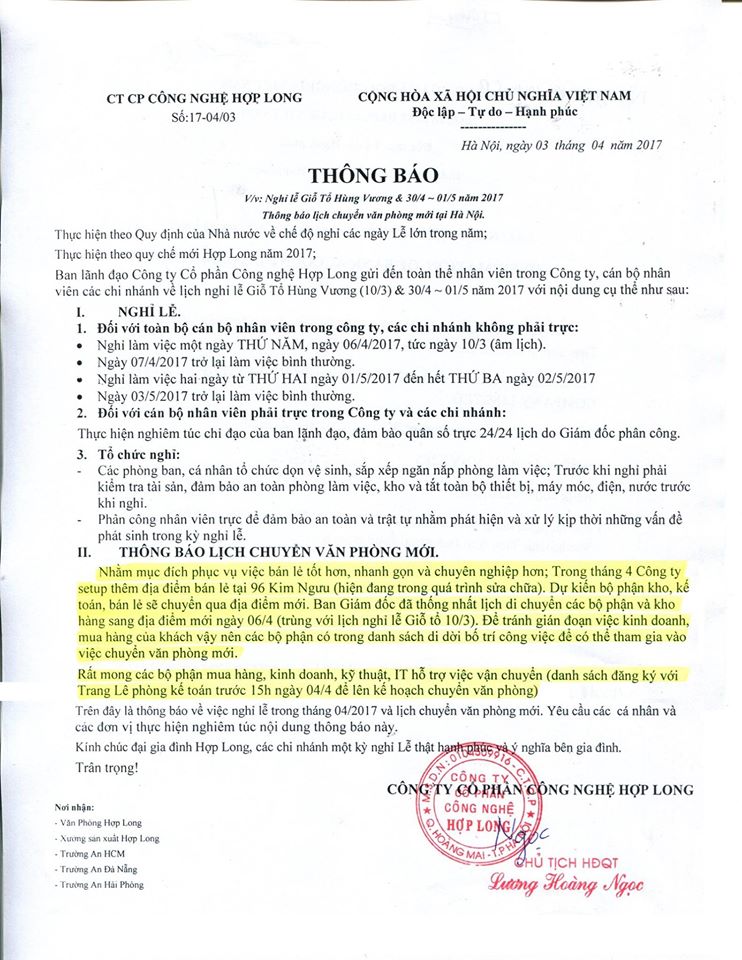 CT CP CÔNG NGHỆ HỢP LONG
Số:17-04/03
CỘNG HÒA XÃ HỘI CHỦ NGHĨA VIỆT NAM
Độc lập – Tự do – Hạnh phúc
---------------
Hà Nội, ngày 03 tháng 04 năm 2017
THÔNG BÁO
V/v: Nghỉ lễ Giỗ Tổ Hùng Vương & 30/4 ~ 01/5 năm 2017
Thông báo lịch chuyển văn phòng mới tại Hà Nội.
Thực hiện theo Quy định của Nhà nước về chế độ nghỉ các ngày Lễ lớn trong năm;
Thực hiện theo quy chế mới Hợp Long năm 2017;
Ban lãnh đạo Công ty Cổ phần Công nghệ Hợp Long gửi đến toàn thể nhân viên trong Công ty, cán bộ nhân
viên các chi nhánh về lịch nghỉ lễ Giỗ Tổ Hùng Vương (10/3) & 30/4 ~ 01/5 năm 2017 với nội dung cụ thể như sau:
I. NGHỈ LỄ.
1. Đối với toàn bộ cán bộ nhân viên trong công ty, các chi nhánh không phải trực:
• Nghỉ làm việc một ngày THỨ NĂM, ngày 06/4/2017, tức ngày 10/3 (âm lịch).
• Ngày 07/4/2017 trở lại làm việc bình thường.
• Nghỉ làm việc hai ngày từ THỨ HAI ngày 01/5/2017 đến hết THỨ BA ngày 02/5/2017
• Ngày 03/5/2017 trở lại làm việc bình thường.
2. Đối với cán bộ nhân viên phải trực trong Công ty và các chi nhánh:
Thực hiện nghiêm túc chỉ đạo của ban lãnh đạo, đảm bảo quân số trực 24/24 lịch do Giám đốc phân công.
3. Tổ chức nghỉ:
- Các phòng ban, cá nhân tổ chức dọn vệ sinh, sắp xếp ngăn nắp phòng làm việc; Trước khi nghỉ phải
kiểm tra tài sản, đảm bảo an toàn phòng làm việc, kho và tắt toàn bộ thiết bị, máy móc, điện, nước trước
khi nghỉ.
- Phân công nhân viên trực để đảm bảo an toàn và trật tự nhằm phát hiện và xử lý kịp thời những vấn đề
phát sinh trong kỳ nghỉ lễ.
II. THÔNG BÁO LỊCH CHUYỂN VĂN PHÒNG MỚI.
Nhằm mục đích phục vụ việc bán lẻ tốt hơn, nhanh gọn và chuyên nghiệp hơn; Trong tháng 4 Công ty
setup thêm địa điểm bán lẻ tại 96 Kim Ngưu (hiện đang trong quá trình sửa chữa). Dự kiến bộ phận kho, kế
toán, bán lẻ sẽ chuyển qua địa điểm mới. Ban Giám đốc đã thống nhất lịch di chuyển các bộ phận và kho
hàng sang địa điểm mới ngày 06/4 (trùng với lịch nghỉ lễ Giỗ tổ 10/3). Để tránh gián đoạn việc kinh doanh,
mua hàng của khách vậy nên các bộ phận có trong danh sách di dời bố trí công việc để có thể tham gia vào
việc chuyển văn phòng mới.
Rất mong các bộ phận mua hàng, kinh doanh, kỹ thuật, IT hỗ trợ việc vận chuyển (danh sách đăng ký với
Trang Lê phòng kế toán trước 15h ngày 04/4 để lên kế hoạch chuyển văn phòng)
Trên đây là thông báo về việc nghỉ lễ trong tháng 04/2017 và lịch chuyển văn phòng mới. Yêu cầu các cá nhân và
các đơn vị thực hiện nghiêm túc nội dung thông báo này.
Kính chúc đại gia đình Hợp Long, các chi nhánh một kỳ nghỉ Lễ thật hạnh phúc và ý nghĩa bên gia đình.
Trân trọng!
CÔNG TY CỔ PHẦN CÔNG NGHỆ HỢP LONG
M.S.D.N: 0104509916-C.T.C.P
CÔNG TY
CỔ PHẦN
CÔNG NGHỆ
HỢP LONG
Q. HOÀNG MAI - T.P HÀ NỘI
Ngọc
CHỦ TỊCH HĐQT
Lương Hoàng Ngọc
Nơi nhận:
- Văn Phòng Hợp Long
- Xưởng sản xuất Hợp Long
- Trường An HCM
- Trường An Đà Nẵng
- Trường An Hải Phòng